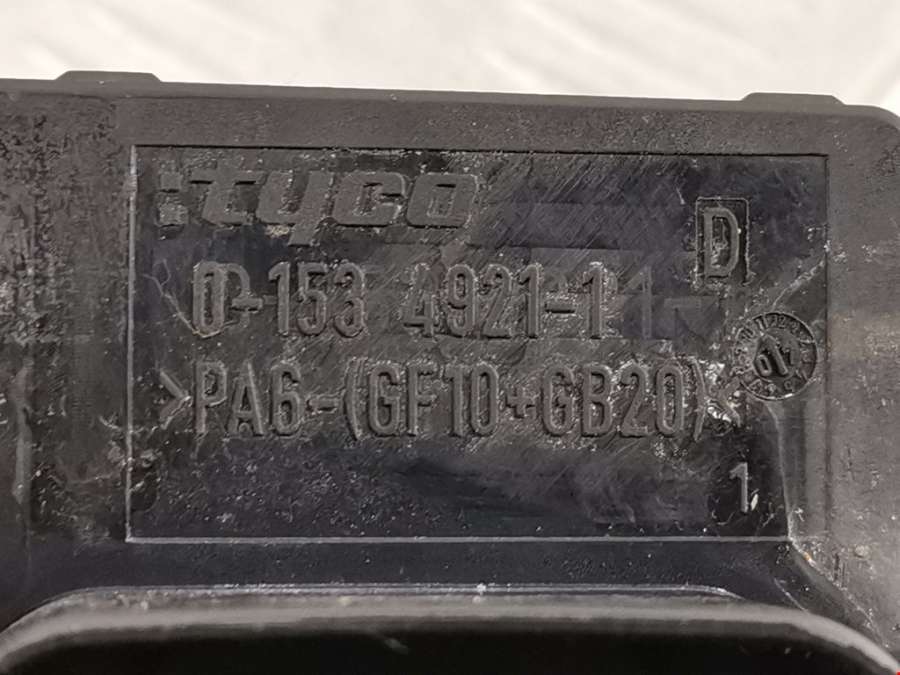 tyco
D
0-153 4921-1
>PA6-(GF10+GB20)<
1